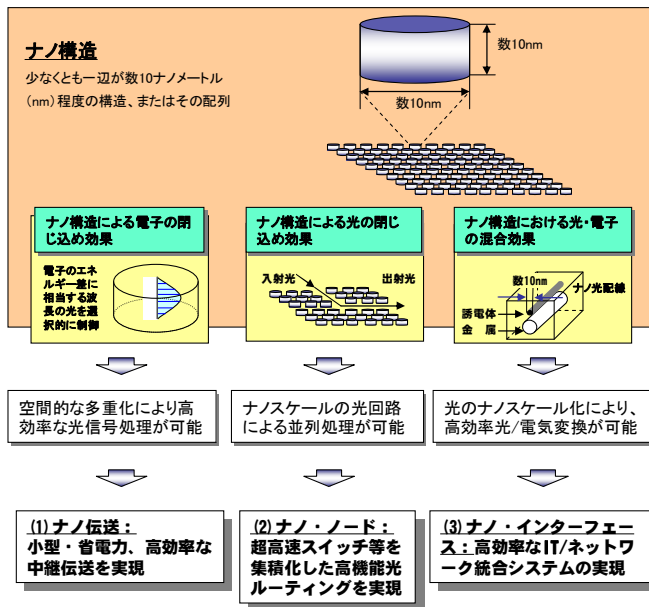 ナノ構造
少なくとも一辺が数10ナノメートル
(nm)程度の構造、またはその配列
数10nm
数10nm
ナノ構造による電子の閉
じ込め効果
電子のエネ
ルギー差に
相当する波
長の光を選
択的に制御
ナノ構造による光の閉じ
込め効果
入射光
出射光
ナノ構造における光・電子
の混合効果
数10nm
ナノ光配線
誘電体
金 属
空間的な多重化により高
効率な光信号処理が可能
ナノスケールの光回路
による並列処理が可能
光のナノスケール化により、
高効率光/電気変換が可能
(1)ナノ伝送:
小型・省電力、高効率な
中継伝送を実現
(2)ナノ・ノード:
超高速スイッチ等を
集積化した高機能光
ルーティングを実現
(3)ナノ・インターフェー
ス:高効率なIT/ネットワ
ーク統合システムの実現